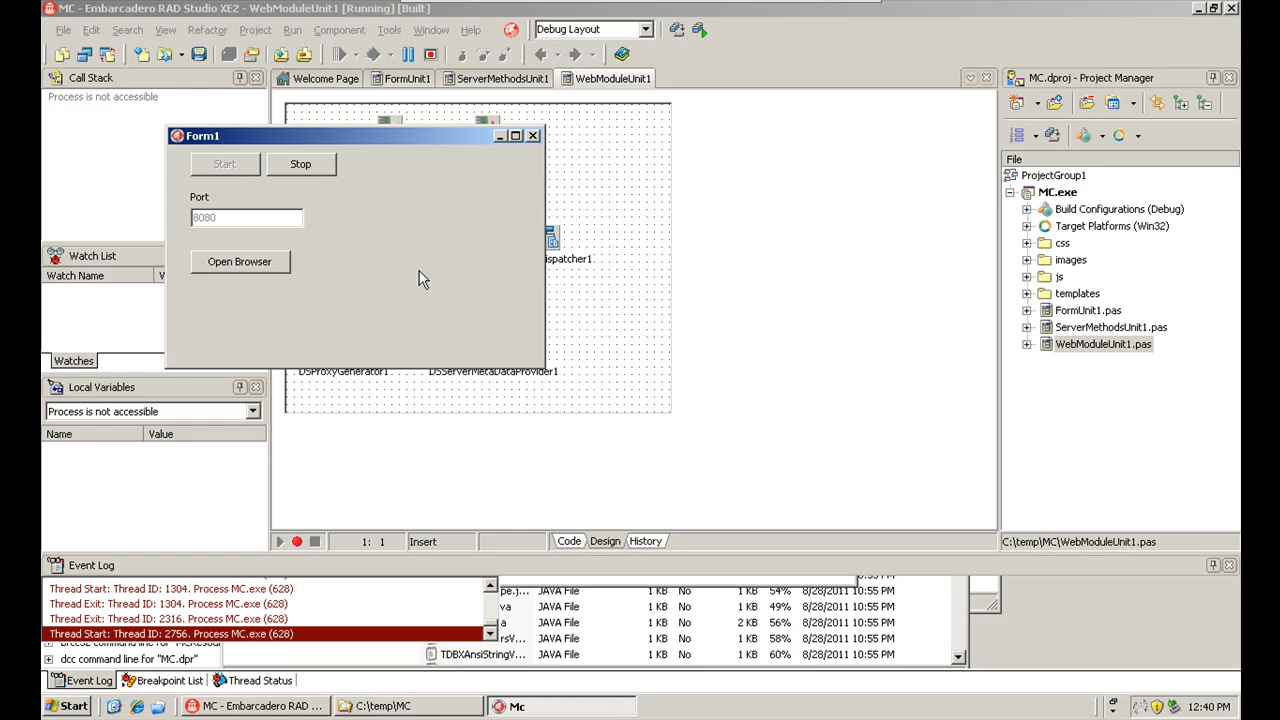 MC - Embarcadero RAD Studio XE2 - WebModuleUnit1 [Running] [Built]
File Edit Search View Refactor Project Run Component Tools Window Help
Debug Layout
Call Stack
Process is not accessible
Welcome Page
FormUnit1
ServerMethodsUnit1
WebModuleUnit1
MC.dproj - Project Manager
Form1
Start
Stop
Port
8080
Open Browser
ispatcher1
DSProxyGenerator1
DSServerMetaDataProvider1
Watch List
Watch Name
V
Watches
Local Variables
Process is not accessible
Name
Value
File
ProjectGroup1
MC.exe
Build Configurations (Debug)
Target Platforms (Win32)
css
images
js
templates
FormUnit1.pas
ServerMethodsUnit1.pas
WebModuleUnit1.pas
1: 1
Insert
Code
Design
History
C:\temp\MC\WebModuleUnit1.pas
Event Log
Thread Start: Thread ID: 1304. Process MC.exe (628)
Thread Exit: Thread ID: 1304. Process MC.exe (628)
Thread Exit: Thread ID: 2316. Process MC.exe (628)
Thread Start: Thread ID: 2756. Process MC.exe (628)
dcc command line for "MC.dpr"
pe.j... JAVA File 1 KB No 1 KB 54% 8/28/2011 10:55 PM
va JAVA File 1 KB No 1 KB 49% 8/28/2011 10:55 PM
a JAVA File 1 KB No 2 KB 56% 8/28/2011 10:55 PM
rsV... JAVA File 1 KB No 1 KB 58% 8/28/2011 10:55 PM
TDBXAnsiStringV... JAVA File 1 KB No 1 KB 60% 8/28/2011 10:55 PM
Event Log
Breakpoint List
Thread Status
Start
MC - Embarcadero RAD ...
C:\temp\MC
Mc
12:40 PM